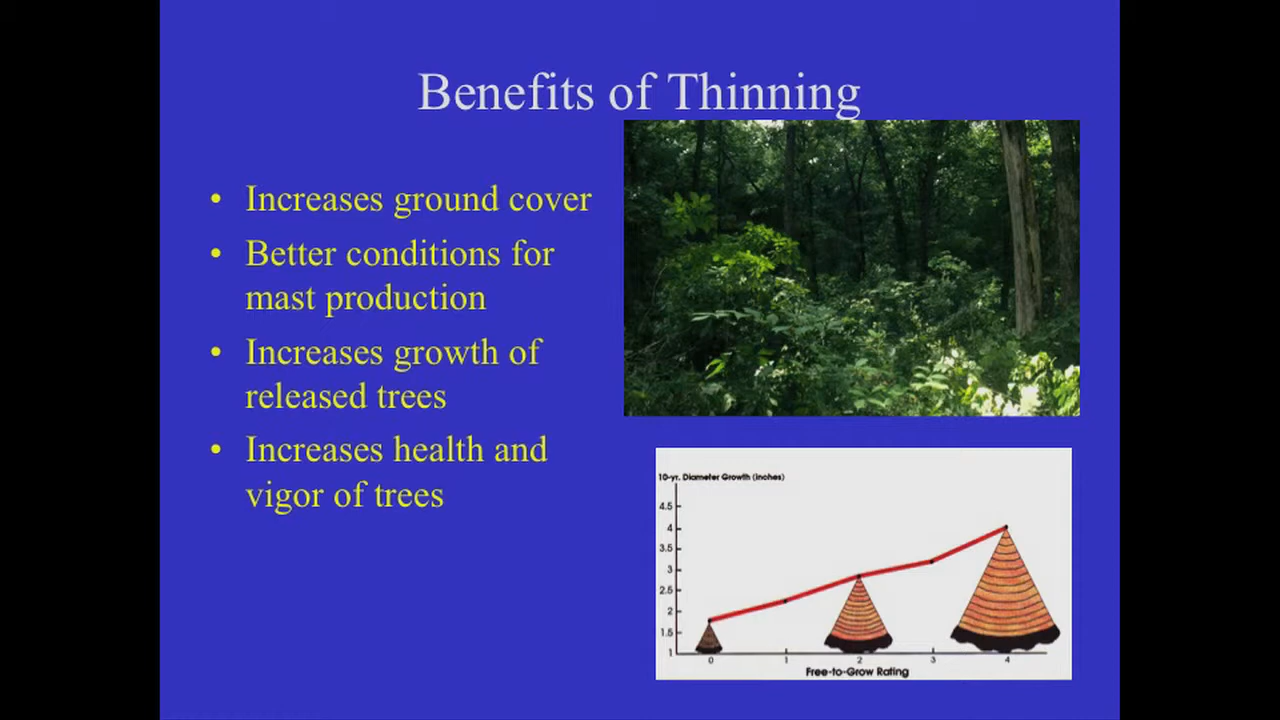 Benefits of Thinning
• Increases ground cover
• Better conditions for
mast production
• Increases growth of
released trees
• Increases health and
vigor of trees
10-yr. Diameter Growth (inches)
4.5
4
3.5
3
2.5
2
1.5
1
0 1 2 3 4
Free-to-Grow Rating